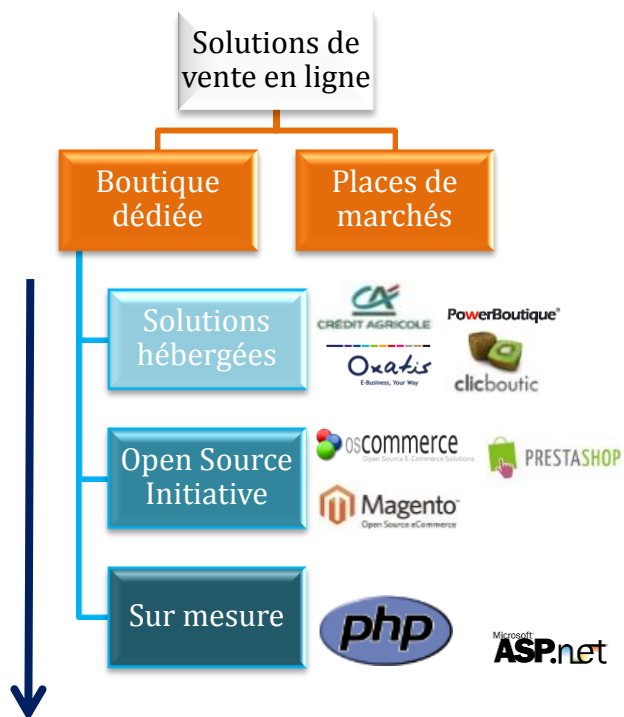 Solutions de
vente en ligne
Boutique
dédiée
Places de
marchés
Solutions
hébergées
CRÉDIT AGRICOLE
PowerBoutique®
Oxatis
E-Business, Your Way
clicboutic
Open Source
Initiative
oscommerce
Open Source E-Commerce Solutions
PRESTASHOP
Magento™
Open Source eCommerce
Sur mesure
php
Microsoft
ASP.net